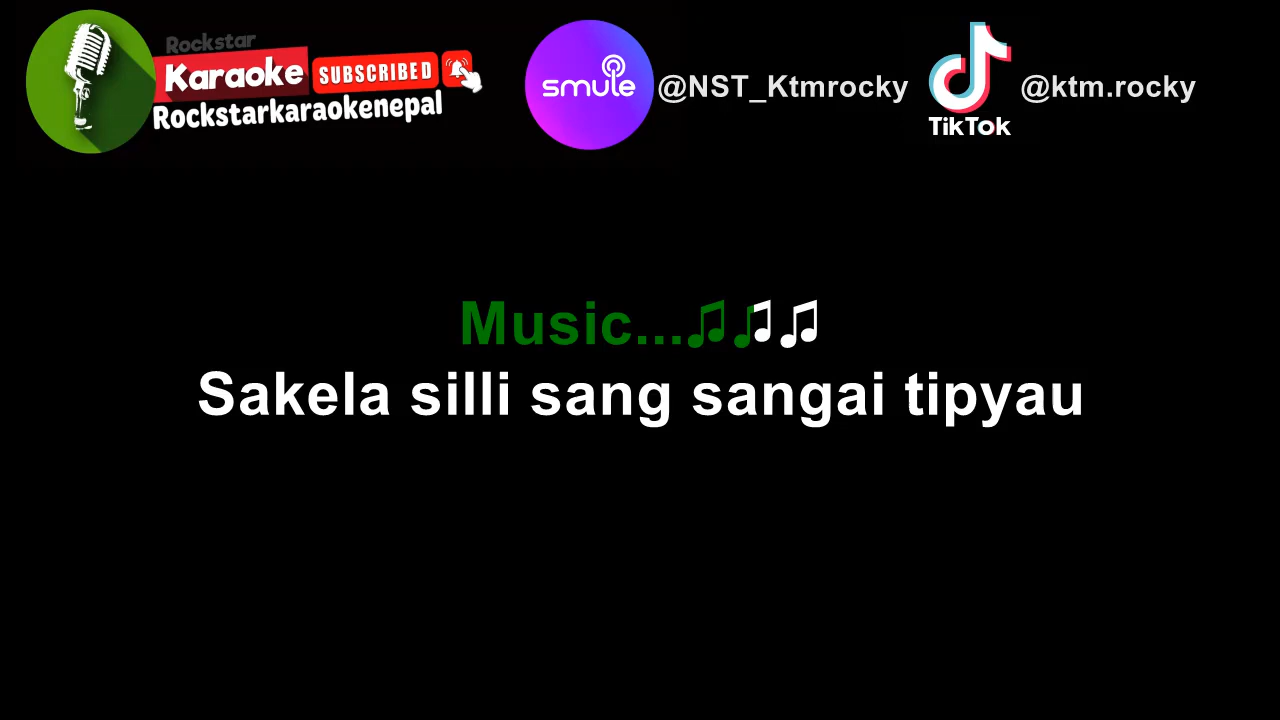 Rockstar
Karaoke SUBSCRIBED
Rockstarkaraokenepal
smule @NST_Ktmrocky
TikTok @ktm.rocky
Music...♫♫♫
Sakela silli sang sangai tipyau